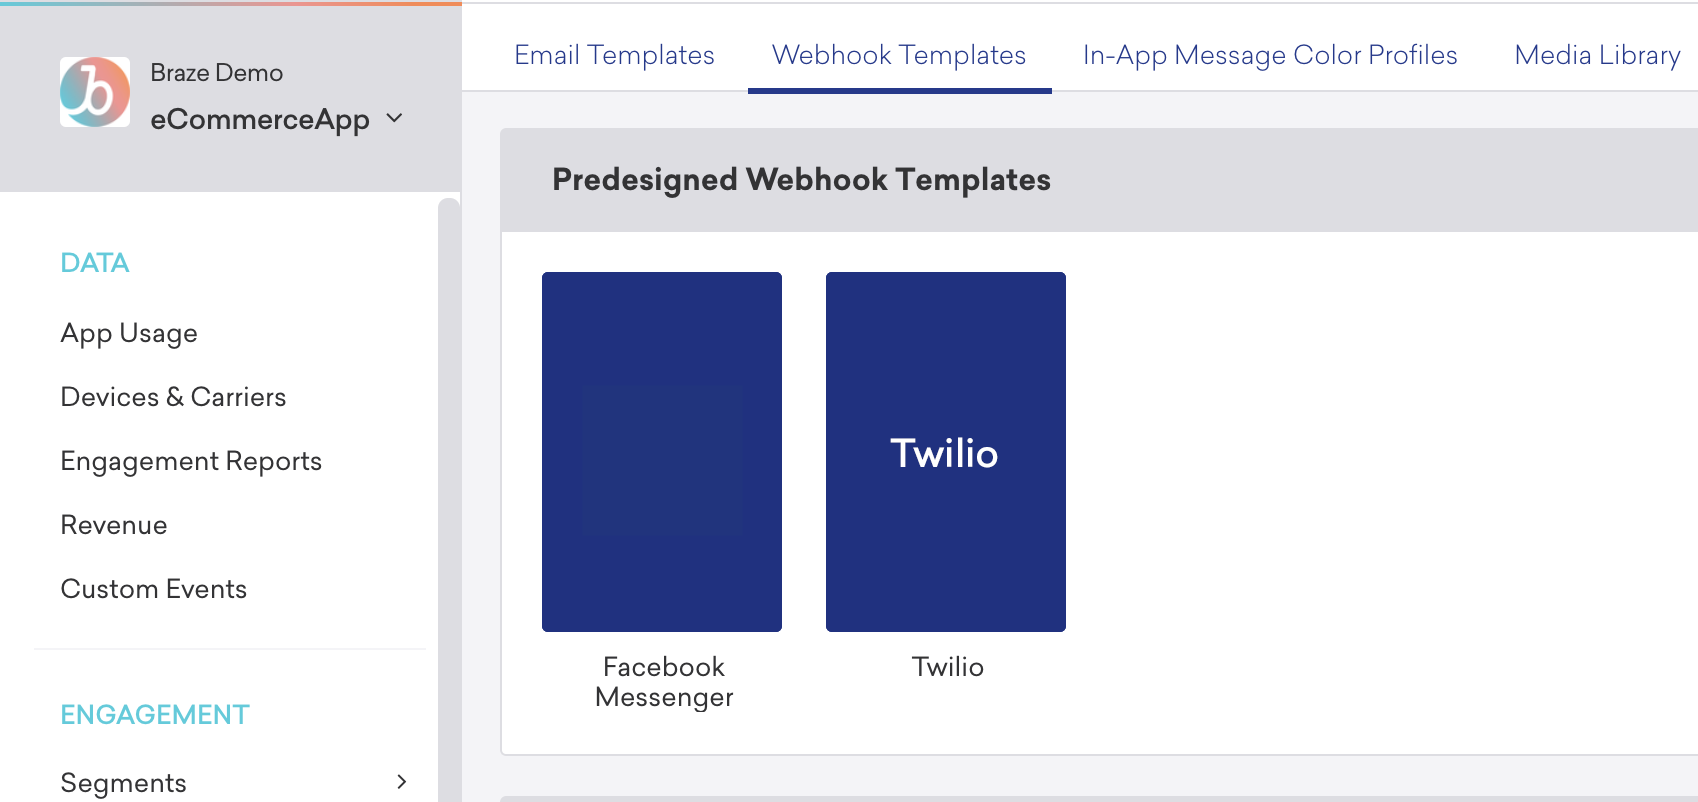 Braze Demo
eCommerceApp
DATA
App Usage
Devices & Carriers
Engagement Reports
Revenue
Custom Events
ENGAGEMENT
Segments
Email Templates
Webhook Templates
In-App Message Color Profiles
Media Library
Predesigned Webhook Templates
Facebook
Messenger
Twilio
Twilio